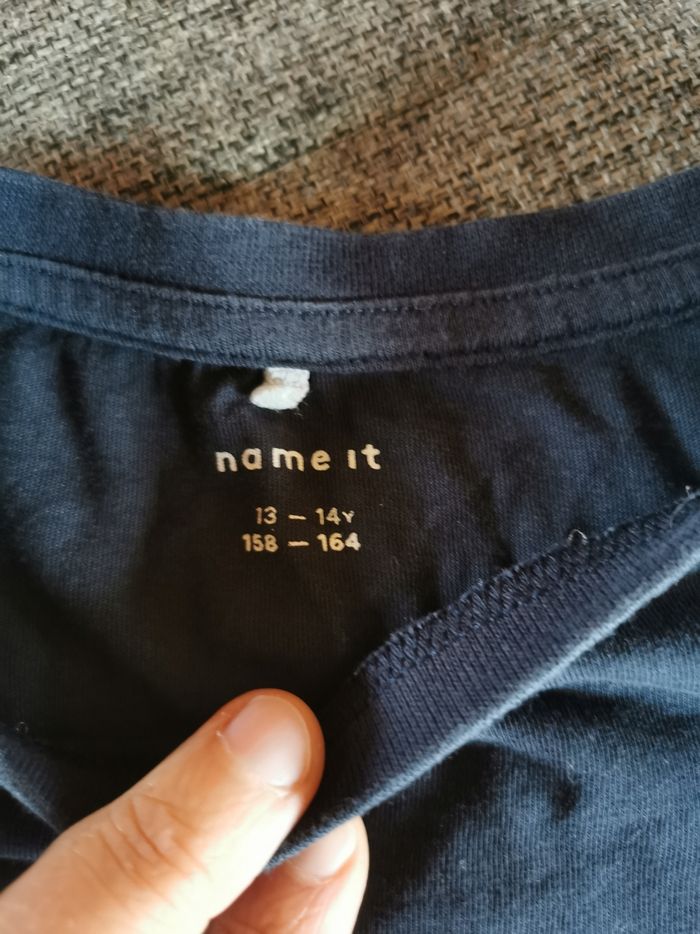 name it
13 – 14Y
158 – 164